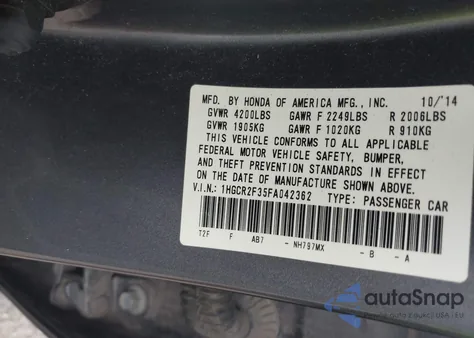 MFD. BY HONDA OF AMERICA MFG., INC. 10/'14
GVWR 4200LBS GAWR F 2249LBS R 2006LBS
GVWR 1905KG GAWR F 1020KG R 910KG
THIS VEHICLE CONFORMS TO ALL APPLICABLE
FEDERAL MOTOR VEHICLE SAFETY, BUMPER,
AND THEFT PREVENTION STANDARDS IN EFFECT
ON THE DATE OF MANUFACTURE SHOWN ABOVE.
V.I.N: 1HGCR2F35FA042362 TYPE: PASSENGER CAR
T2F F AB7 - NH797MX - B - A
autoSnap